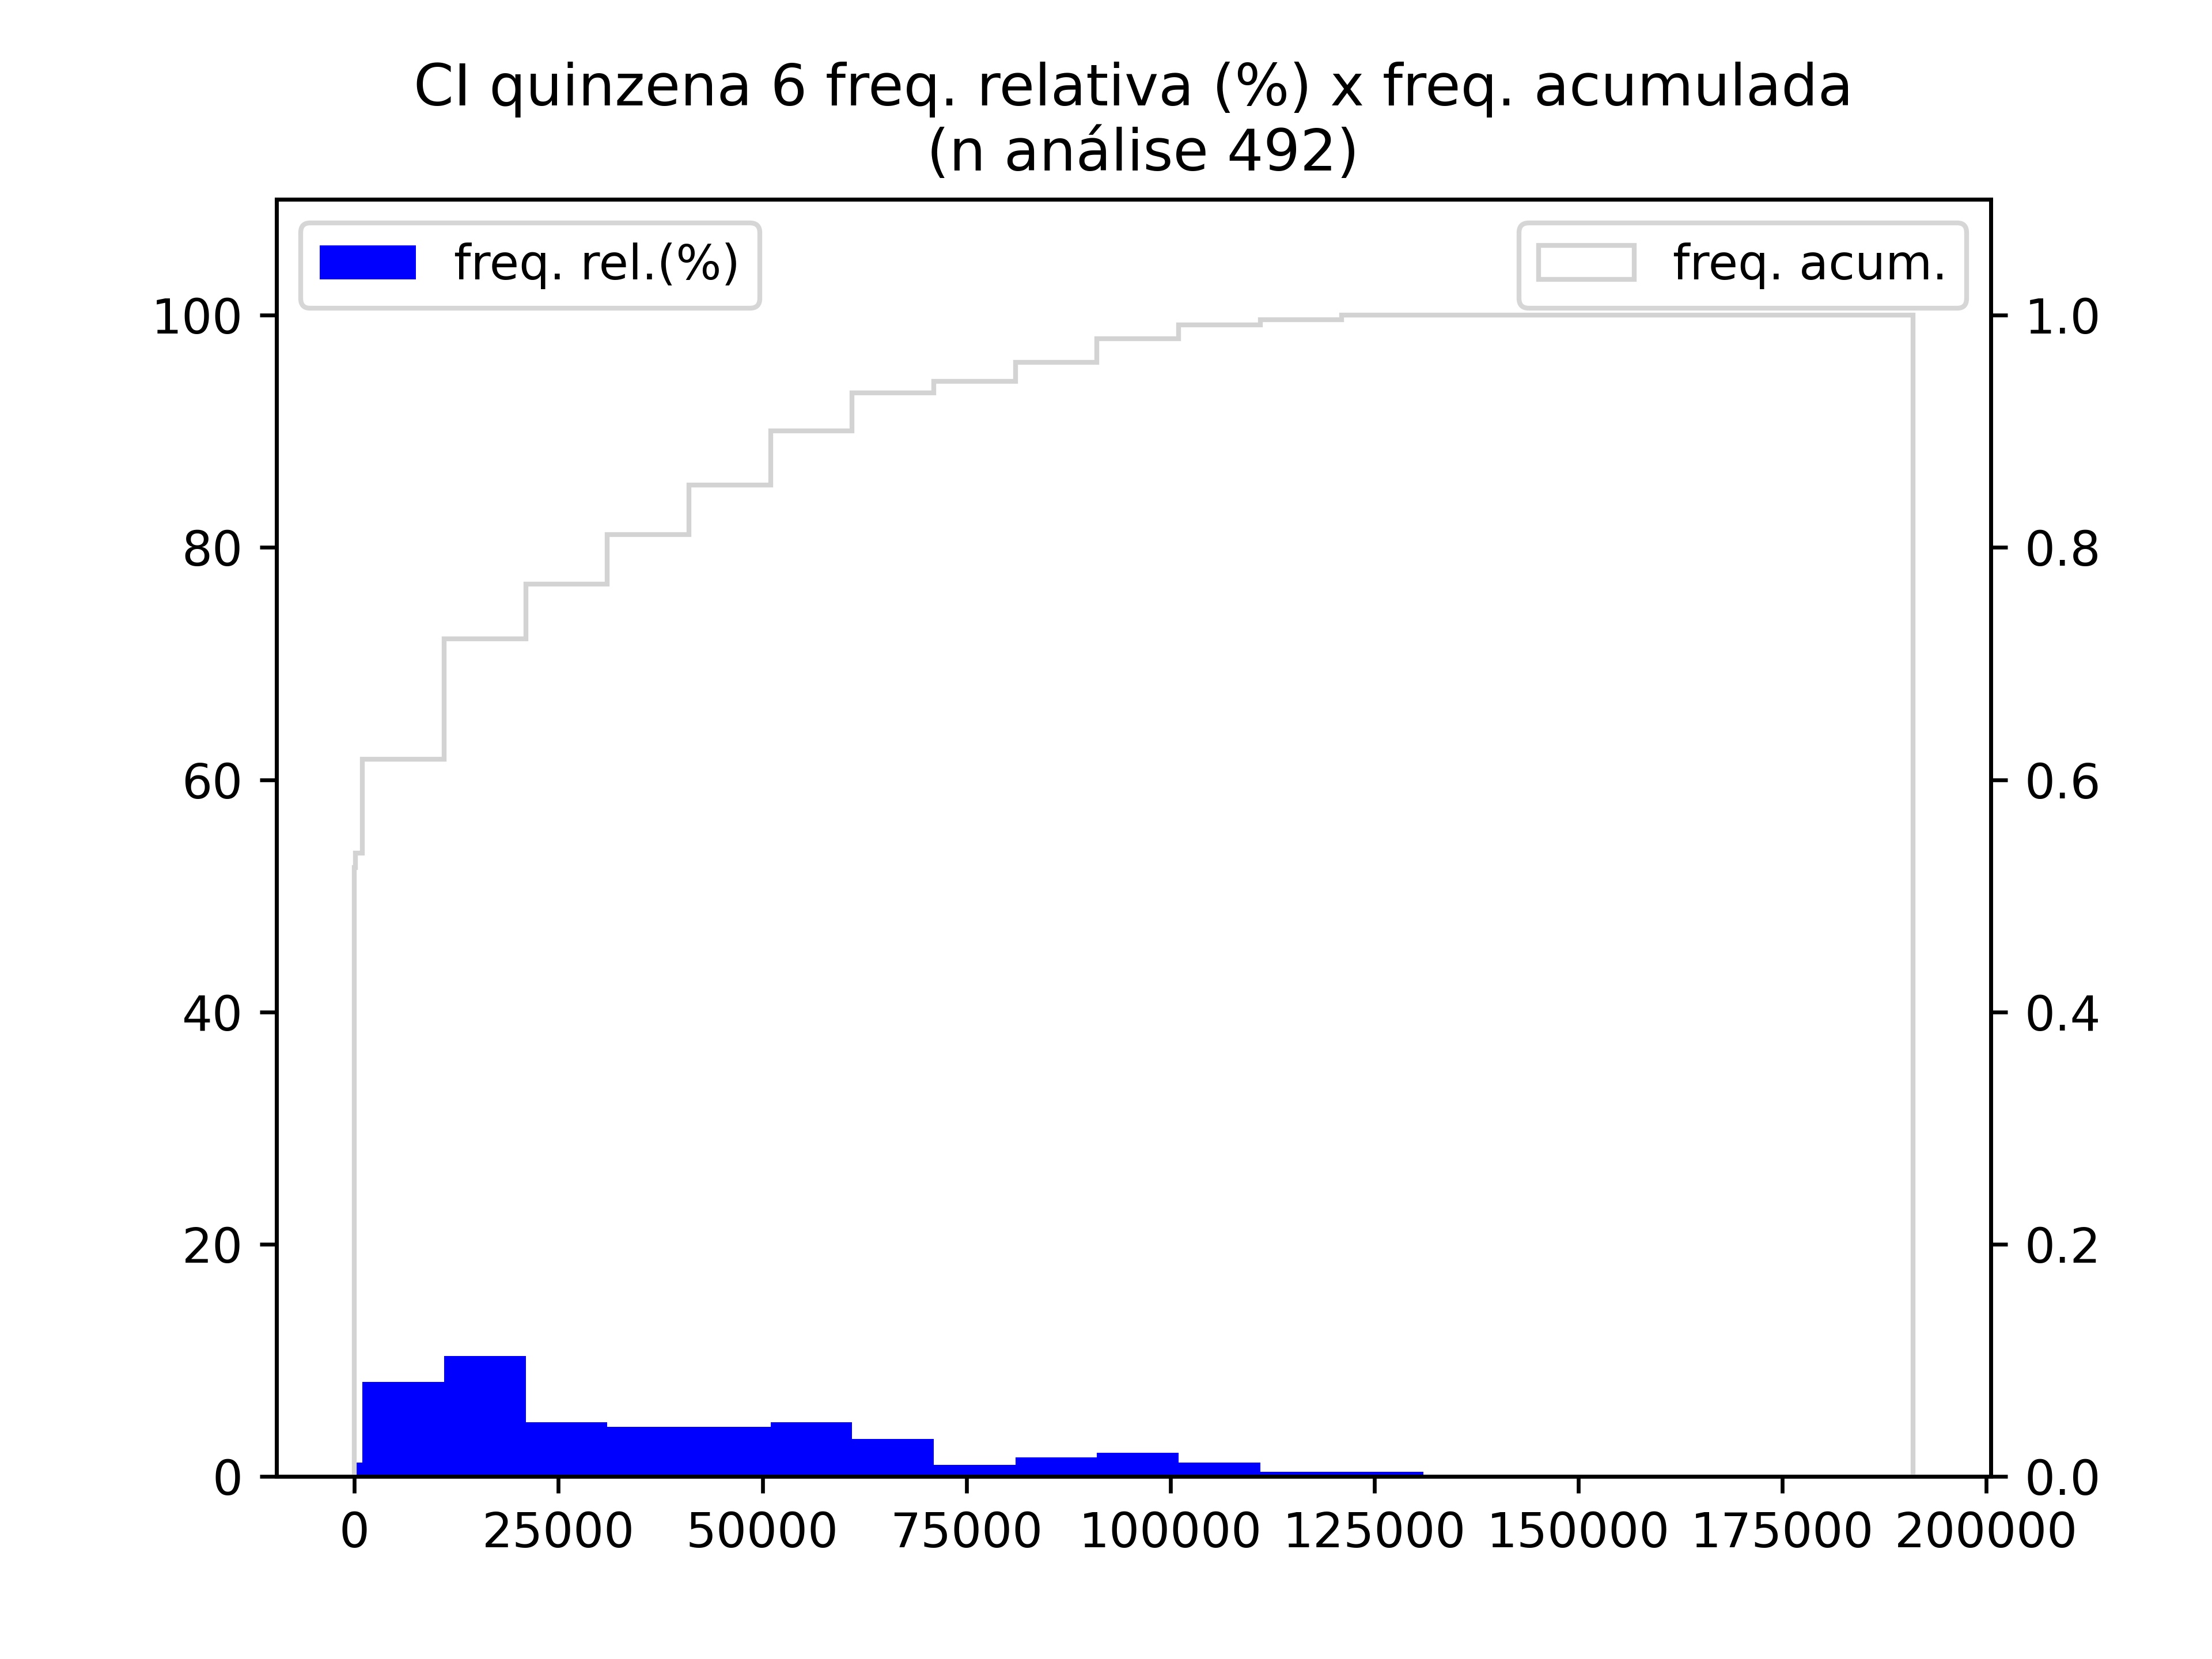 CI quinzena 6 freq. relativa (%) x freq. acumulada
(n análise 492)
freq. rel.(%)
freq. acum.
100
80
60
40
20
0
1.0
0.8
0.6
0.4
0.2
0.0
0 25000 50000 75000 100000 125000 150000 175000 200000